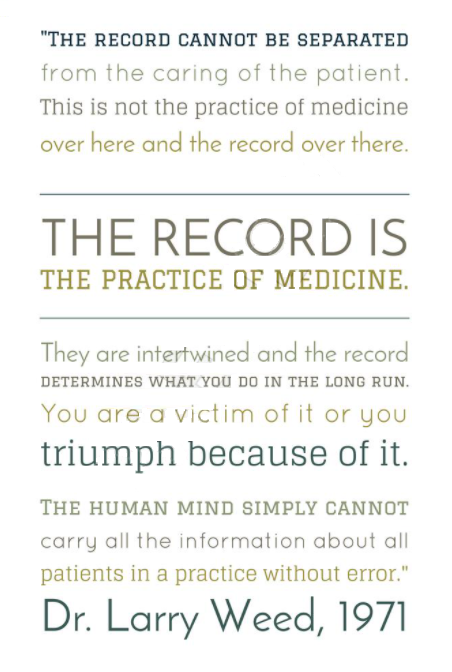 "THE RECORD CANNOT BE SEPARATED
from the caring of the patient.
This is not the practice of medicine
over here and the record over there.
THE RECORD IS
THE PRACTICE OF MEDICINE.
They are intertwined and the record
DETERMINES WHAT YOU DO IN THE LONG RUN.
You are a victim of it or you
triumph because of it.
THE HUMAN MIND SIMPLY CANNOT
carry all the information about all
patients in a practice without error."
Dr. Larry Weed, 1971